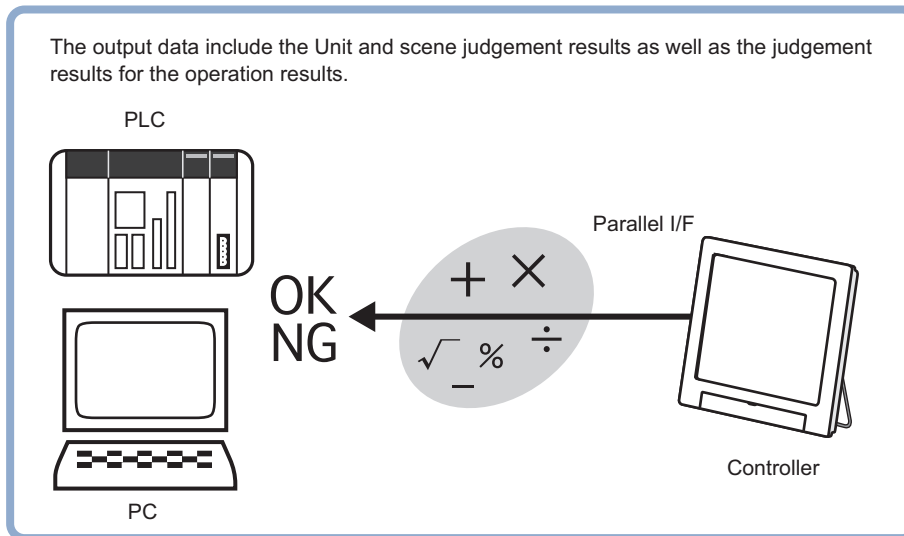 The output data include the Unit and scene judgement results as well as the judgement
results for the operation results.
PLC
Parallel I/F
+ ×
OK
NG
√ % ÷
−
Controller
PC